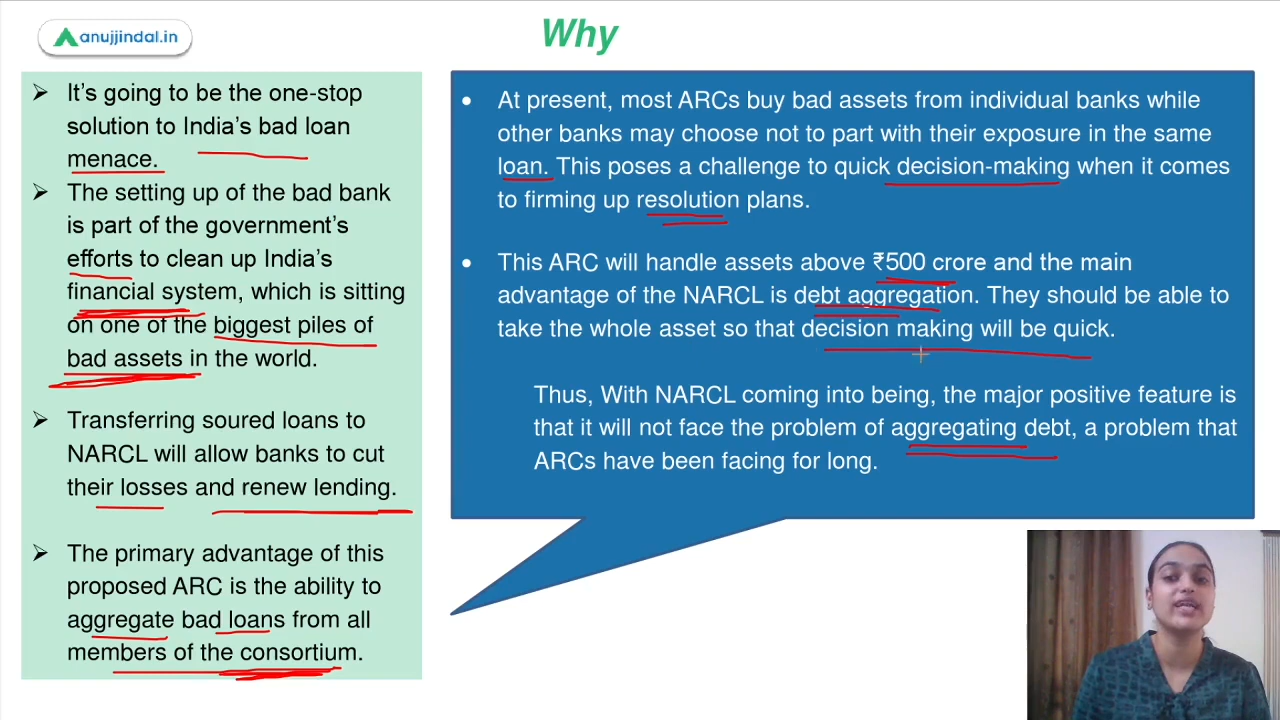 anujjindal.in
Why
It's going to be the one-stop
solution to India's bad loan
menace.
The setting up of the bad bank
is part of the government's
efforts to clean up India's
financial system, which is sitting
on one of the biggest piles of
bad assets in the world.
Transferring soured loans to
NARCL will allow banks to cut
their losses and renew lending.
The primary advantage of this
proposed ARC is the ability to
aggregate bad loans from all
members of the consortium.
At present, most ARCs buy bad assets from individual banks while
other banks may choose not to part with their exposure in the same
loan. This poses a challenge to quick decision-making when it comes
to firming up resolution plans.
This ARC will handle assets above ₹500 crore and the main
advantage of the NARCL is debt aggregation. They should be able to
take the whole asset so that decision making will be quick.
Thus, With NARCL coming into being, the major positive feature is
that it will not face the problem of aggregating debt, a problem that
ARCs have been facing for long.